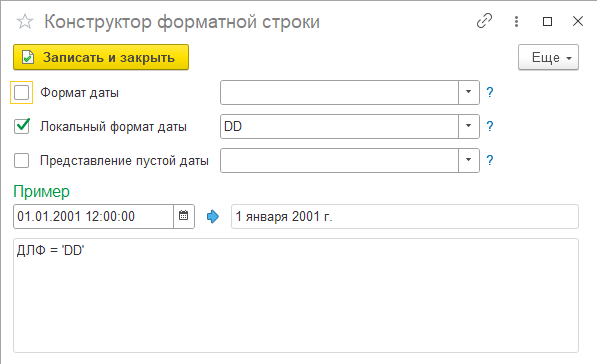 Конструктор форматной строки
Записать и закрыть
Еще
Формат даты
?
Локальный формат даты
DD
?
Представление пустой даты
?
Пример
01.01.2001 12:00:00
1 января 2001 г.
ДЛФ = 'DD'